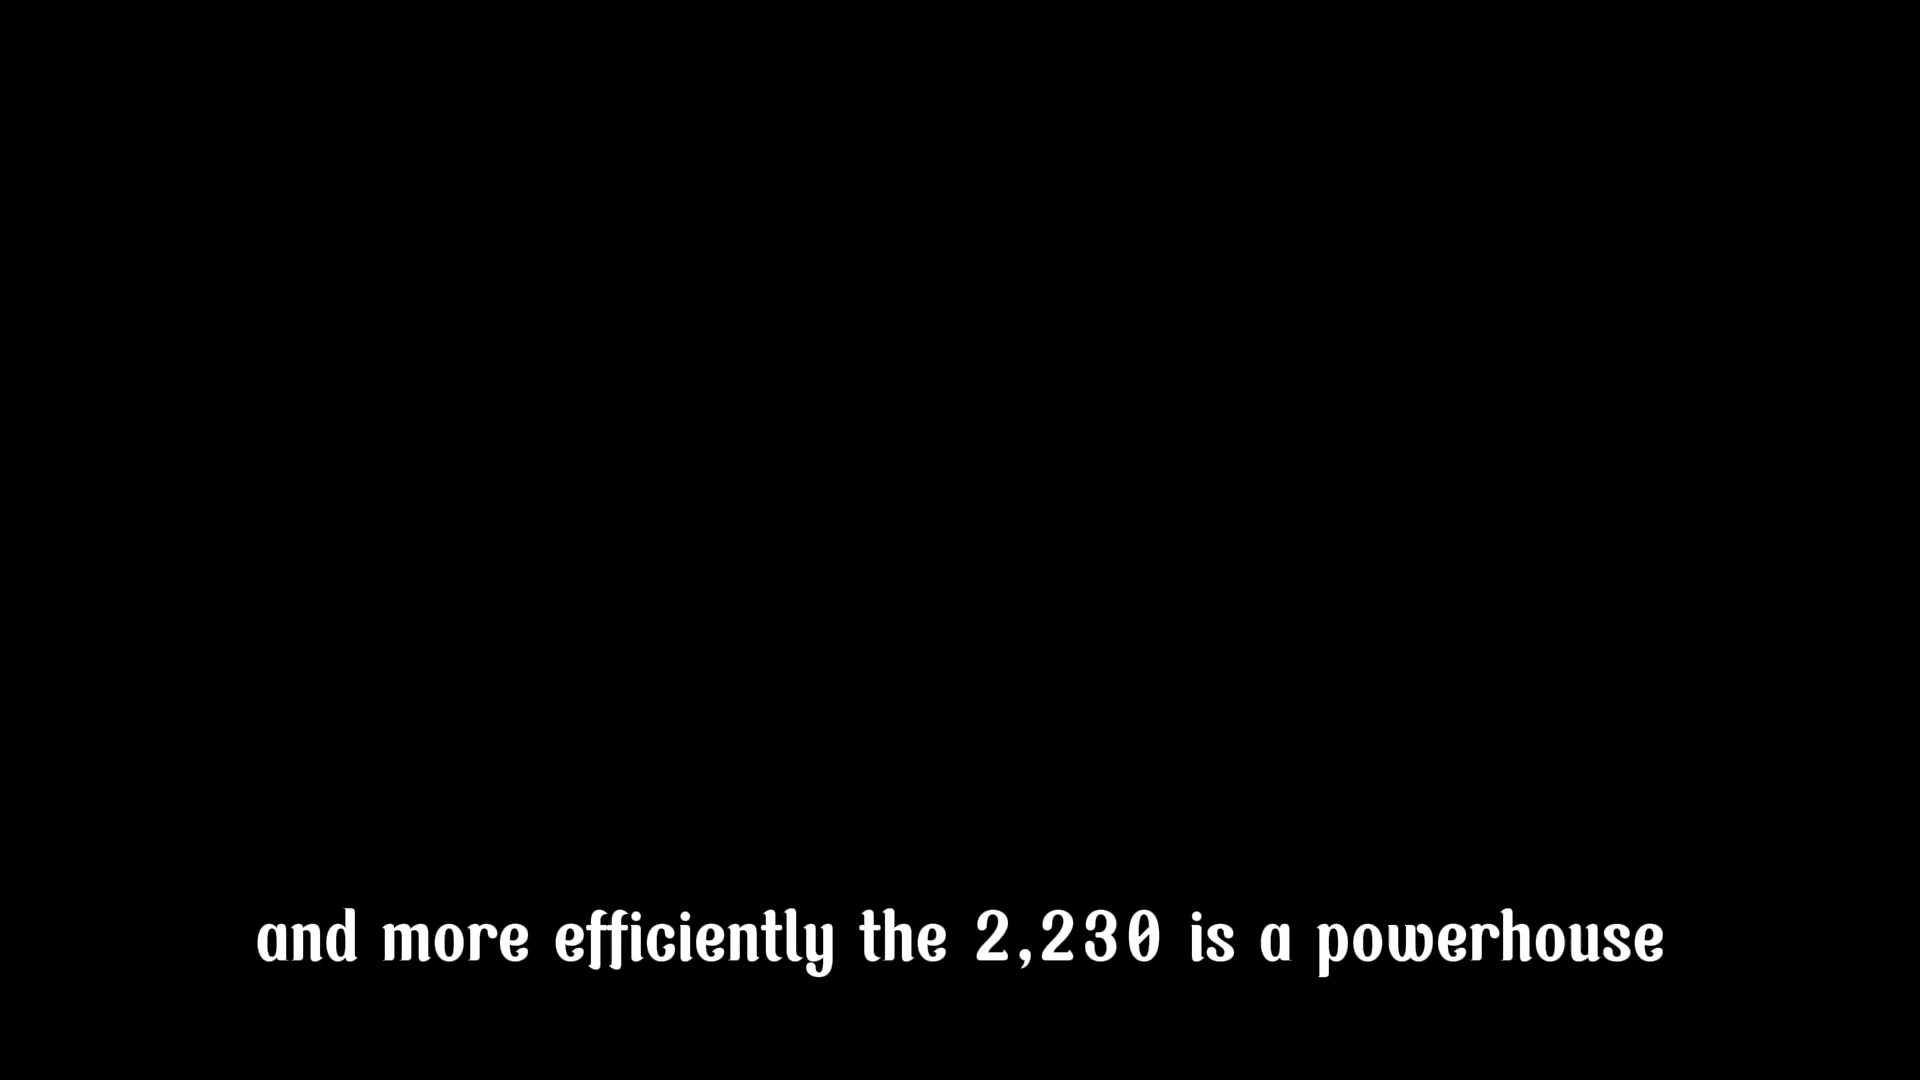 and more efficiently the 2,230 is a powerhouse